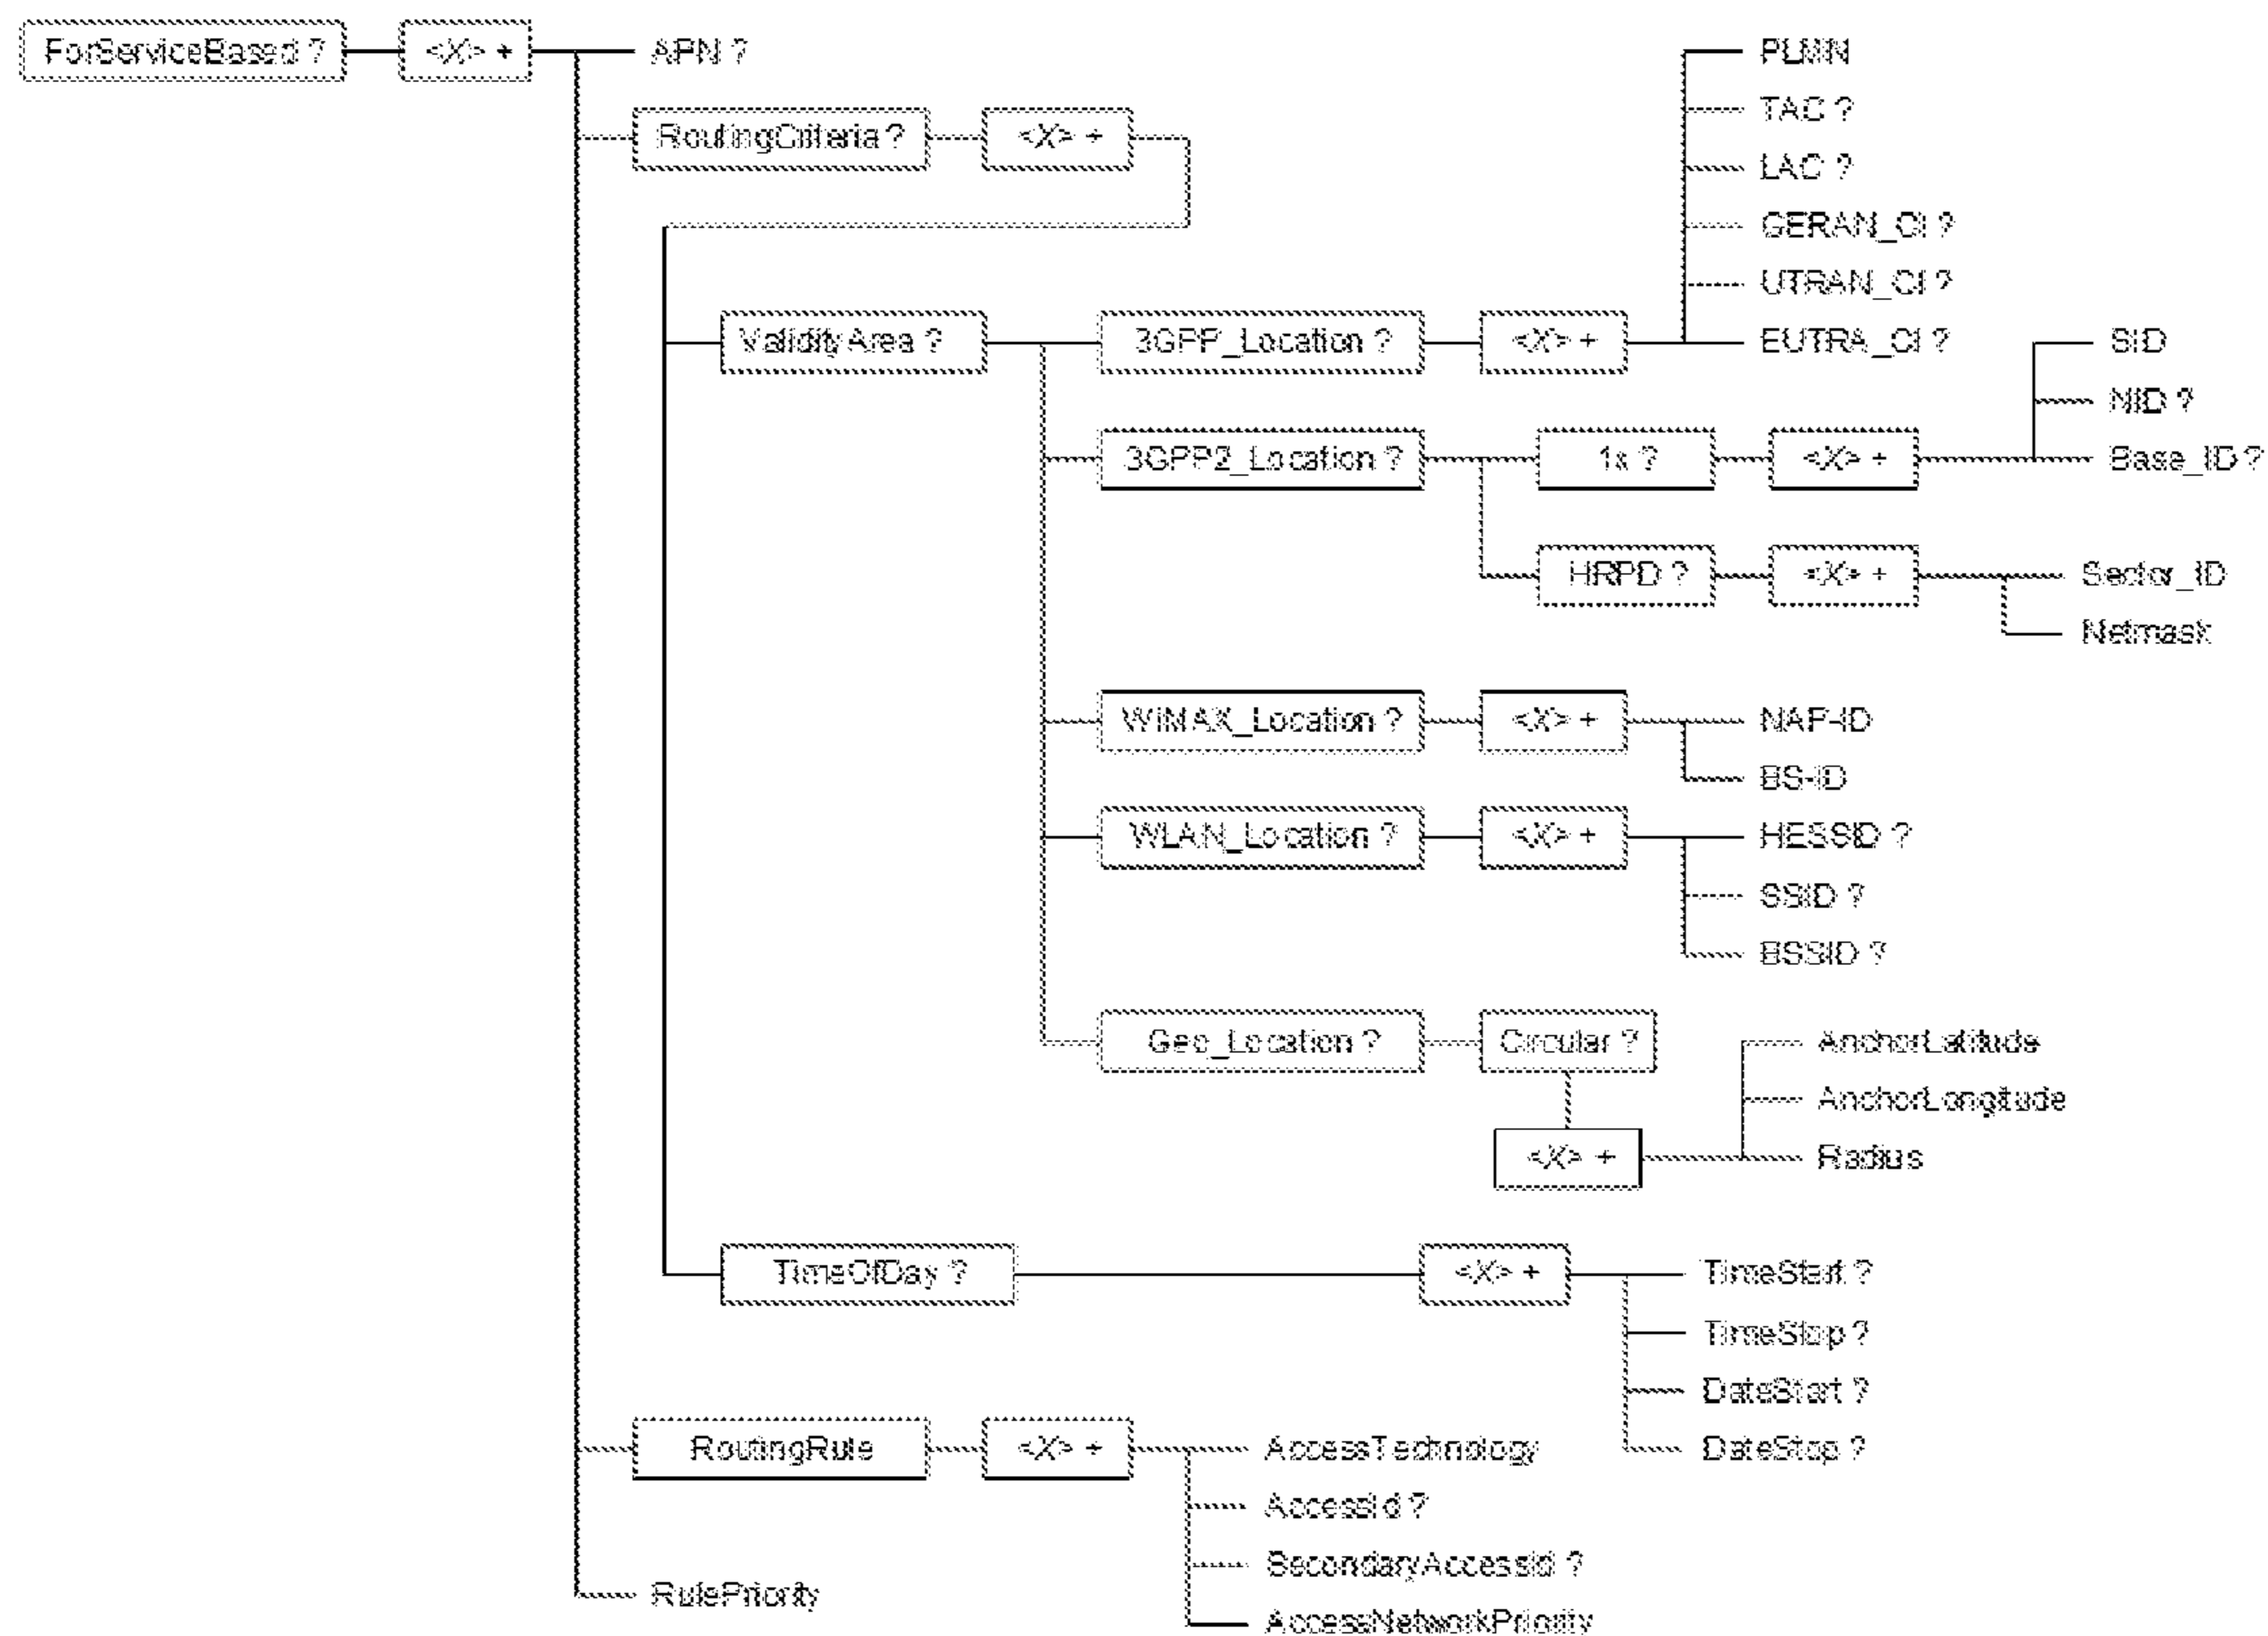 ForServiceBased ? <X> + APN ? PLMN
TAC ?
RoutingCriteria ? <X> +
LAC ?
GERAN_CI ?
UTRAN_CI ?
ValidityArea ? 3GPP_Location ? <X> + EUTRA_CI ? SID
NID ?
3GPP2_Location ? 1x ? <X> + Base_ID ?
HRPD ? <X> + Sector_ID
Netmask
WiMAX_Location ? <X> + NAP-ID
BS-ID
WLAN_Location ? <X> + HESSID ?
SSID ?
BSSID ?
Geo_Location ? Circular ? AnchorLatitude
AnchorLongitude
<X> + Radius
TimeOfDay ? <X> + TimeStart ?
TimeStop ?
DateStart ?
RoutingRule <X> + AccessTechnology DateStop ?
AccessId ?
SecondaryAccessId ?
RulePriority
AccessNetworkPriority